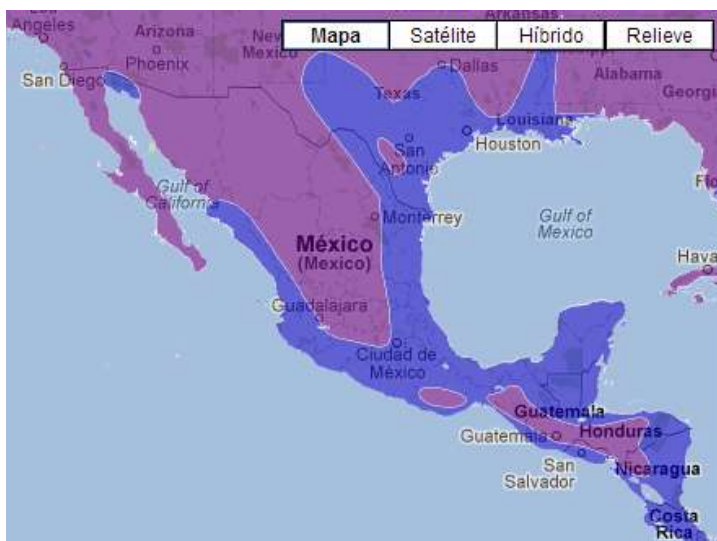 Angeles
Arizona
Phoenix
San Diego
New
Mexico
Mapa
Satélite
Híbrido
Relieve
Arkansas
Dallas
Texas
Alabama
Georgi
Louisiana
Houston
San
Antonio
Flo
Gulf of
California
Monterrey
Gulf of
Mexico
México
(Mexico)
Hava
Guadalajara
Ciudad de
México
Guatemala
Guatemala
Honduras
San
Salvador
Nicaragua
Costa
Rica